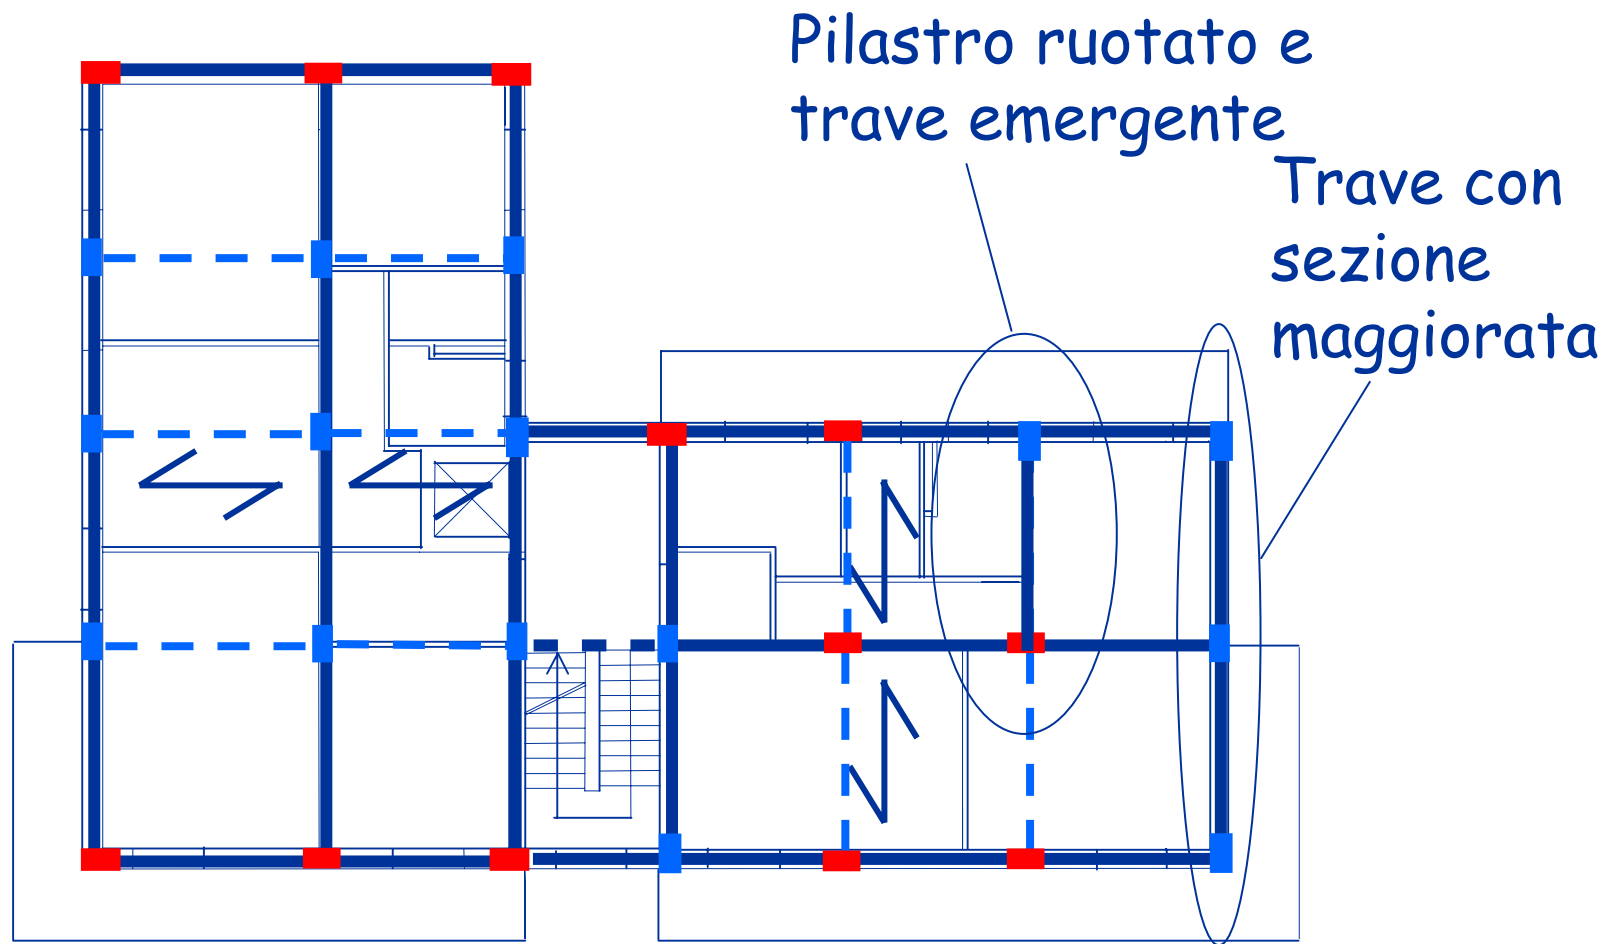 Pilastro ruotato e
trave emergente
Trave con
sezione
maggiorata